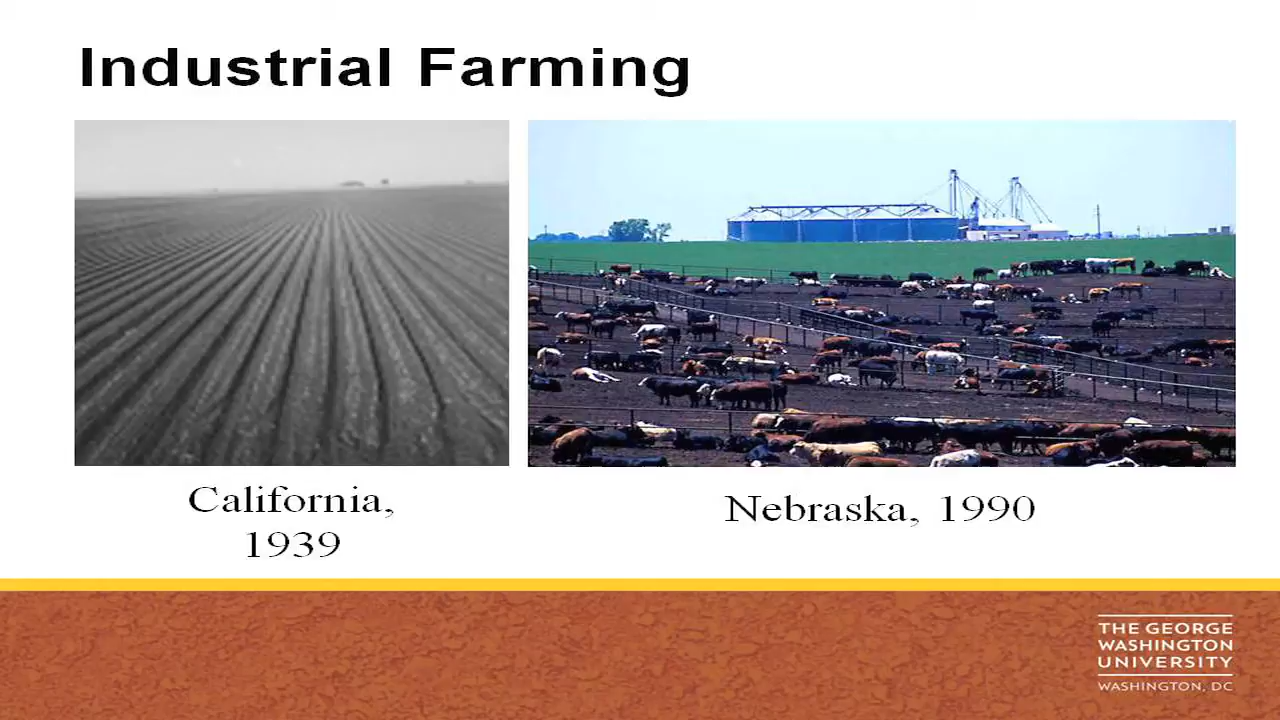 Industrial Farming
California,
1939
Nebraska, 1990
THE GEORGE
WASHINGTON
UNIVERSITY
WASHINGTON, DC